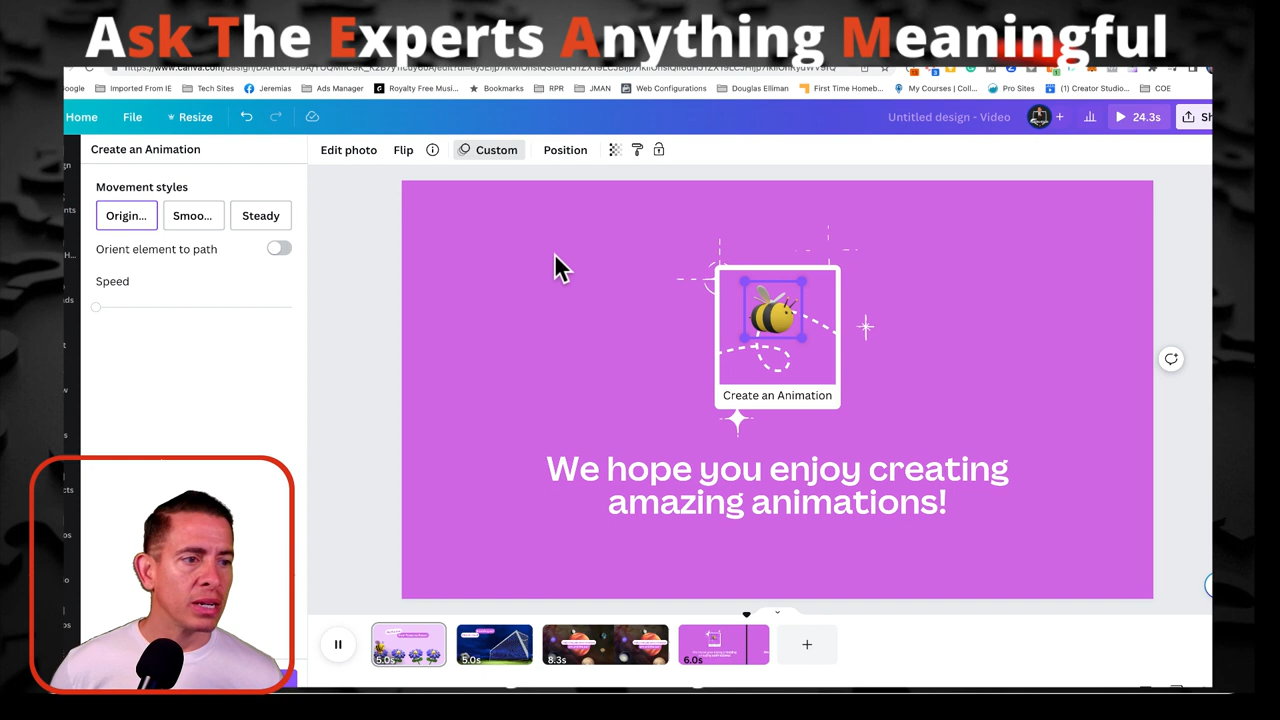 Ask The Experts Anything Meaningful
oogle Imported From IE Tech Sites Jeremias Ads Manager Royalty Free Musi... Bookmarks RPR JMAN Web Configurations Douglas Elliman First Time Homeb... My Courses | Coll... Pro Sites (1) Creator Studio... COE
Home File Resize Untitled design - Video 24.3s Sh
Create an Animation
Edit photo Flip Custom Position
Movement styles
Origin... Smoo... Steady
Orient element to path
Speed
Create an Animation
We hope you enjoy creating
amazing animations!
5.0s 5.0s 8.3s 6.0s